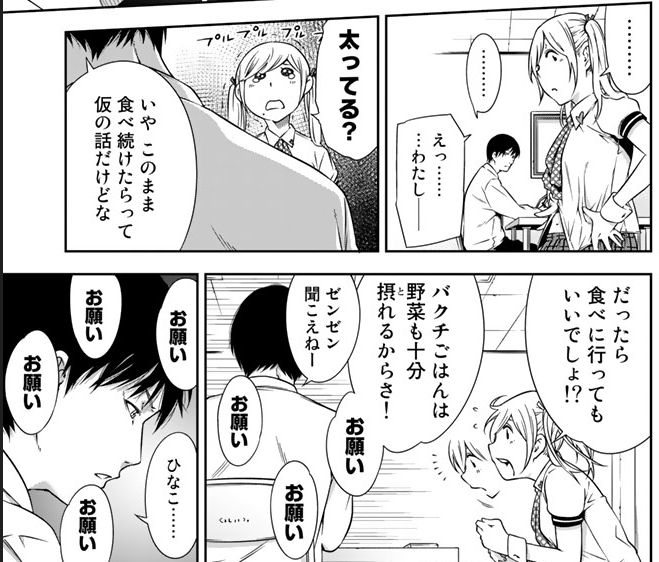 …………
…………
えっ……
…わたし―
太ってる？
プルプルプルプル
いや このまま
食べ続けたらって
仮の話だけどな
だったら
食べに行っても
いいでしょ!?
バクチごはんは
野菜も十分
摂れるからさ！
と
ゼンゼン
聞こえねー
お願い
お願い
お願い
お願い
お願い
ひなこ……
お願い
お願い